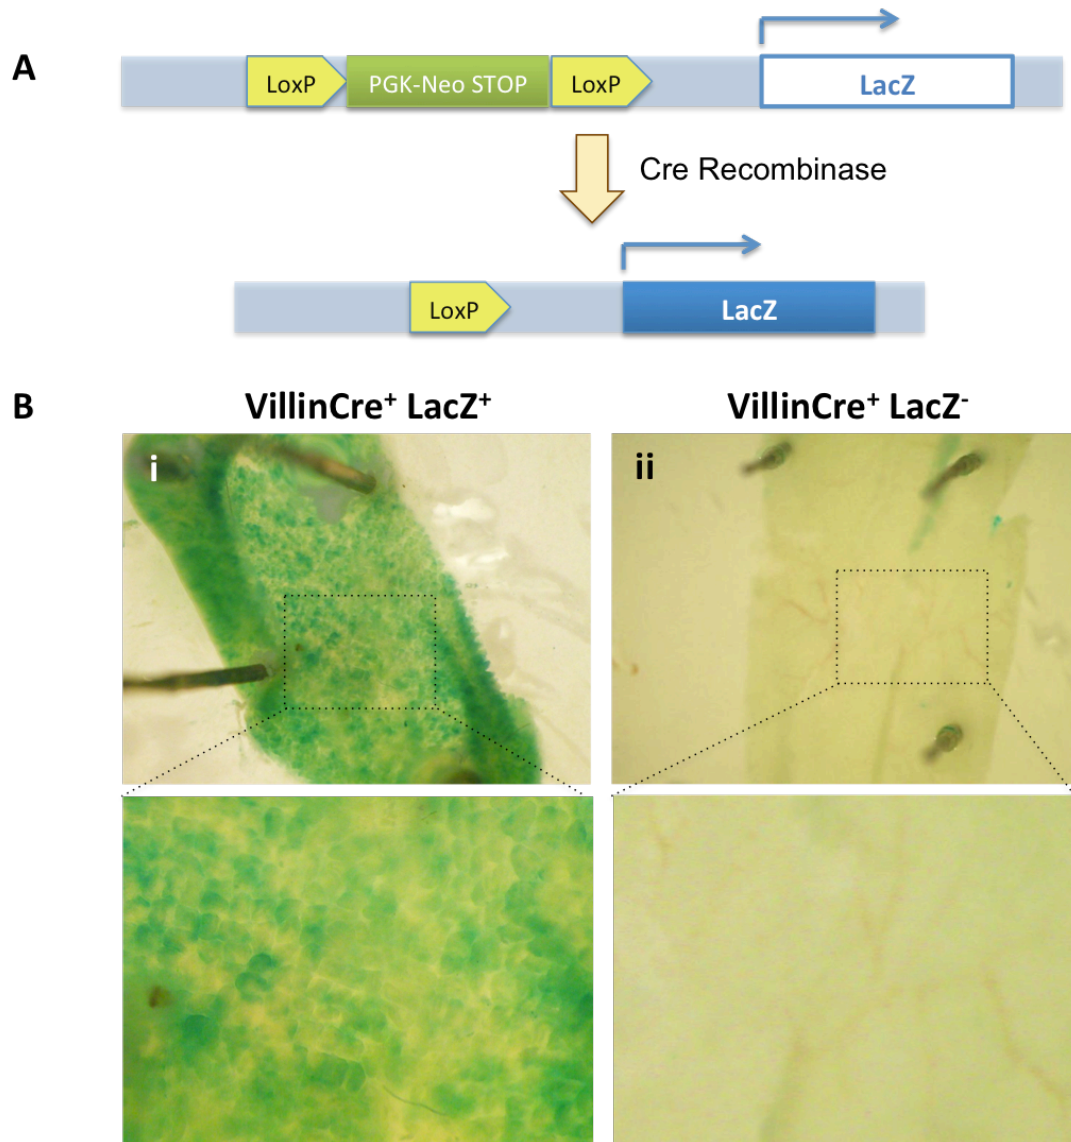 A
LoxP PGK-Neo STOP LoxP LacZ
Cre Recombinase
LoxP LacZ
B VillinCre⁺ LacZ⁺ VillinCre⁺ LacZ⁻
i ii